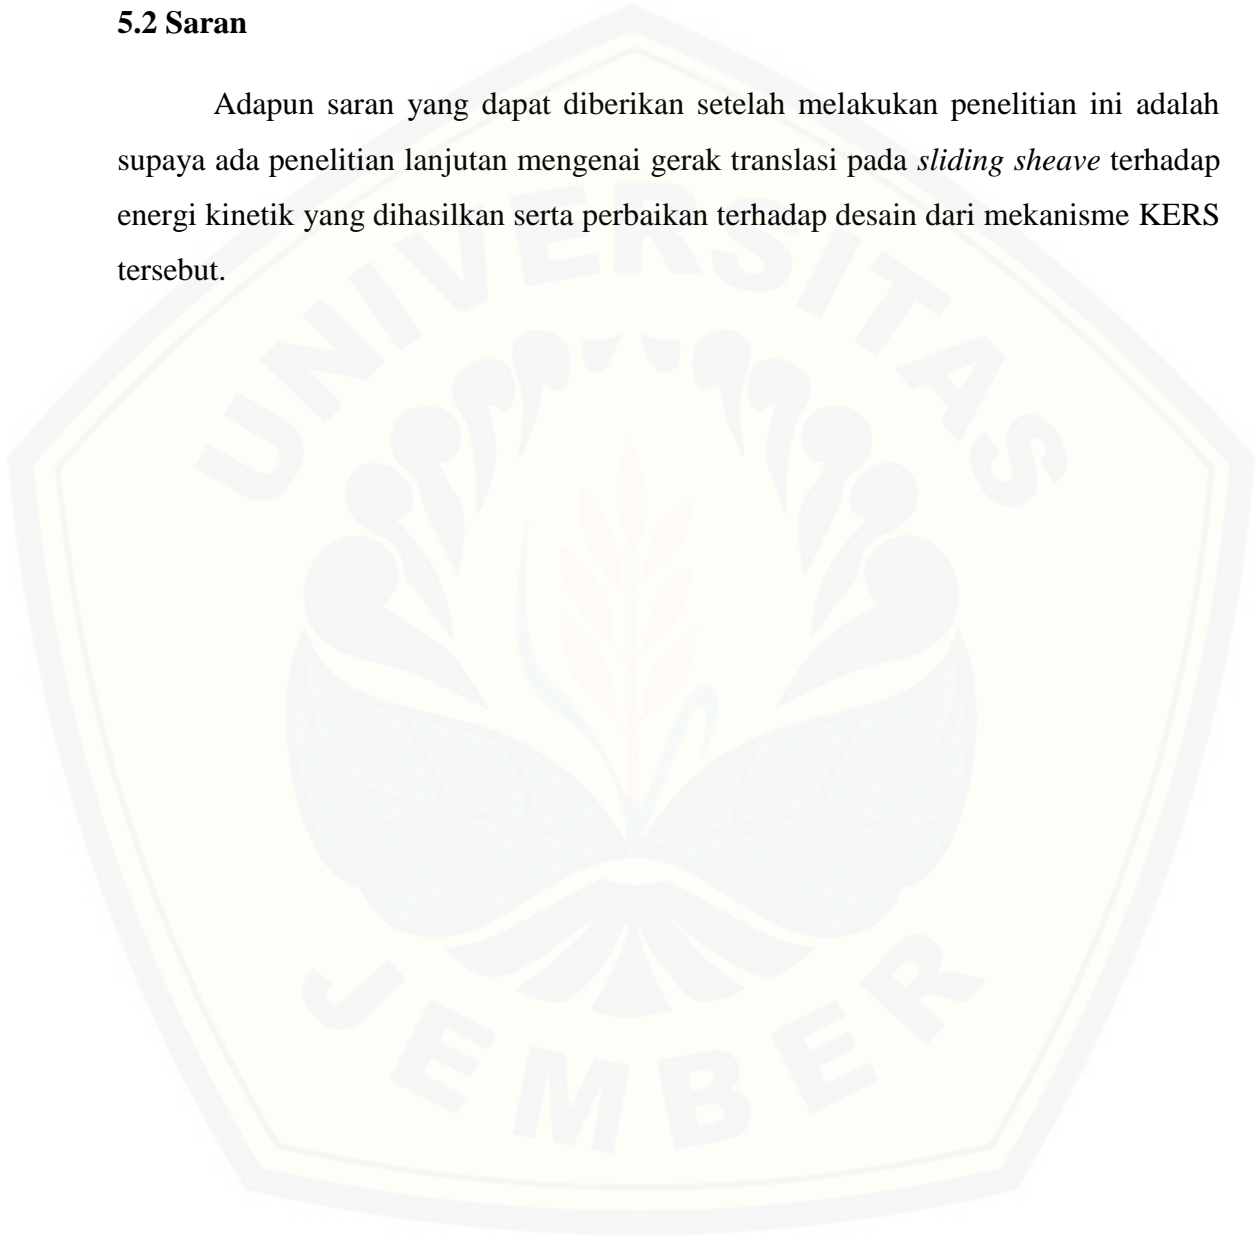 5.2 Saran
Adapun saran yang dapat diberikan setelah melakukan penelitian ini adalah
supaya ada penelitian lanjutan mengenai gerak translasi pada sliding sheave terhadap
energi kinetik yang dihasilkan serta perbaikan terhadap desain dari mekanisme KERS
tersebut.
UNIVERSITAS
JEMBER